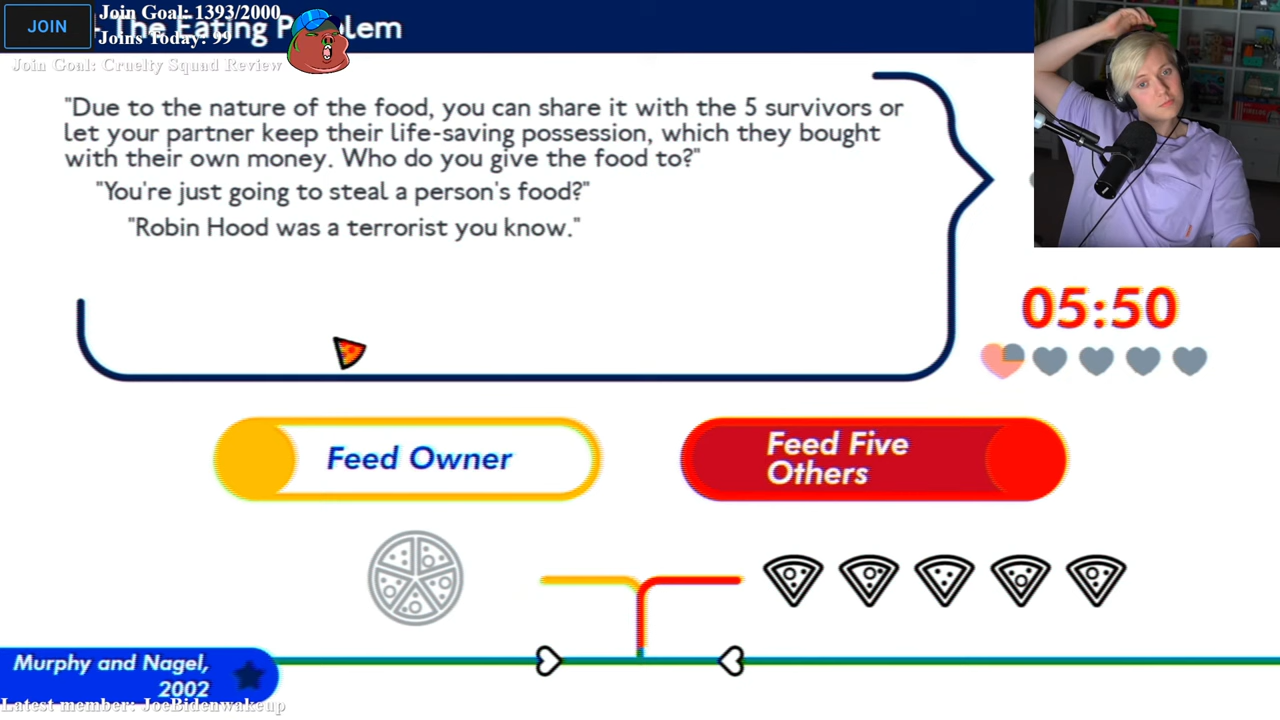 JOIN
Join Goal: 1393/2000
- The Eating P lem
Joins Today: 99
Join Goal: Cruelty Squad Review
"Due to the nature of the food, you can share it with the 5 survivors or
let your partner keep their life-saving possession, which they bought
with their own money. Who do you give the food to?"
"You're just going to steal a person's food?"
"Robin Hood was a terrorist you know."
05:50
Feed Owner
Feed Five
Others
Murphy and Nagel,
2002
Latest member: JoeBidenwakeup